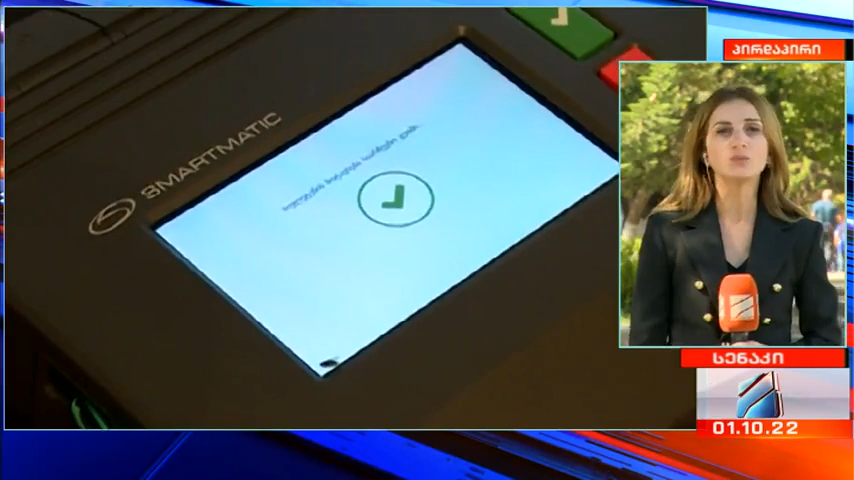 SMARTMATIC
ᲞᲘᲠᲓᲐᲞᲘᲠᲘ
ᲡᲔᲜᲐᲙᲘ
01.10.22